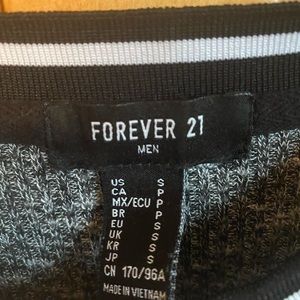 FOREVER 21
MEN
US S
CA P
MX/ECU P
BR P
EU S
UK S
KR S
JP S
CN 170/96A
MADE IN VIETNAM